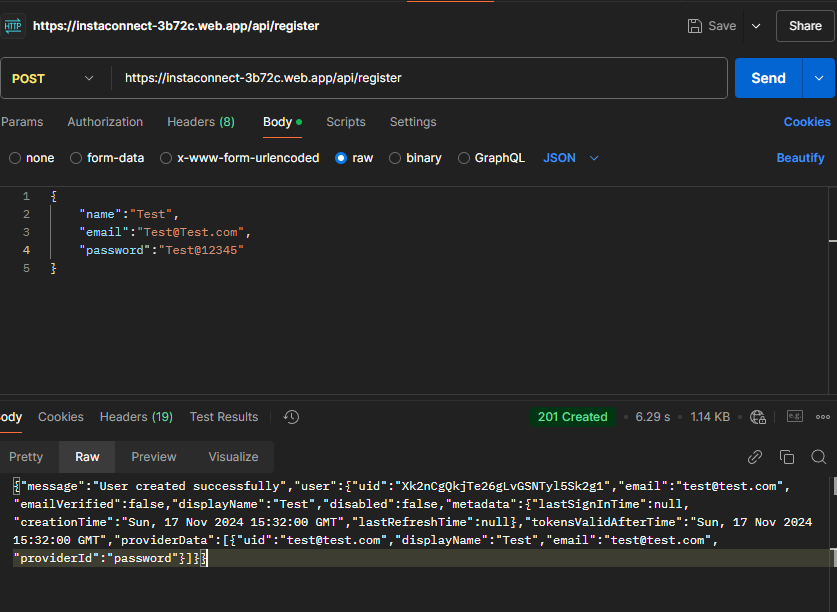 HTTP https://instaconnect-3b72c.web.app/api/register Save Share
POST https://instaconnect-3b72c.web.app/api/register Send
Params Authorization Headers (8) Body Scripts Settings Cookies
none form-data x-www-form-urlencoded raw binary GraphQL JSON Beautify
1 {
2 "name":"Test",
3 "email":"Test@Test.com",
4 "password":"Test@12345"
5 }
ody Cookies Headers (19) Test Results 201 Created 6.29 s 1.14 KB e.g.
Pretty Raw Preview Visualize
{"message":"User created successfully","user":{"uid":"Xk2nCgQkjTe26gLvGSNTyl5Sk2g1","email":"test@test.com",
"emailVerified":false,"displayName":"Test","disabled":false,"metadata":{"lastSignInTime":null,
"creationTime":"Sun, 17 Nov 2024 15:32:00 GMT","lastRefreshTime":null},"tokensValidAfterTime":"Sun, 17 Nov 2024
15:32:00 GMT","providerData":[{"uid":"test@test.com","displayName":"Test","email":"test@test.com",
"providerId":"password"}]}}